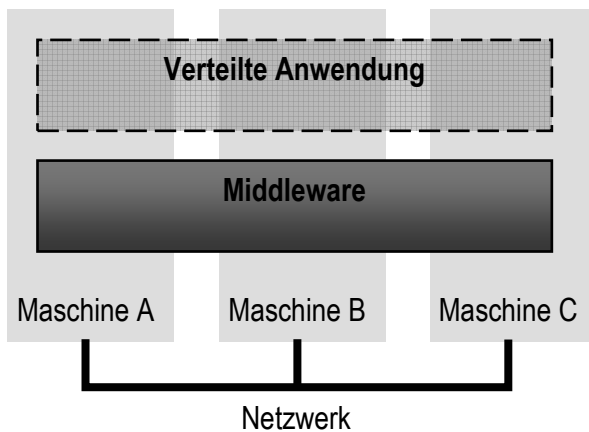 Verteilte Anwendung
Middleware
Maschine A
Maschine B
Maschine C
Netzwerk